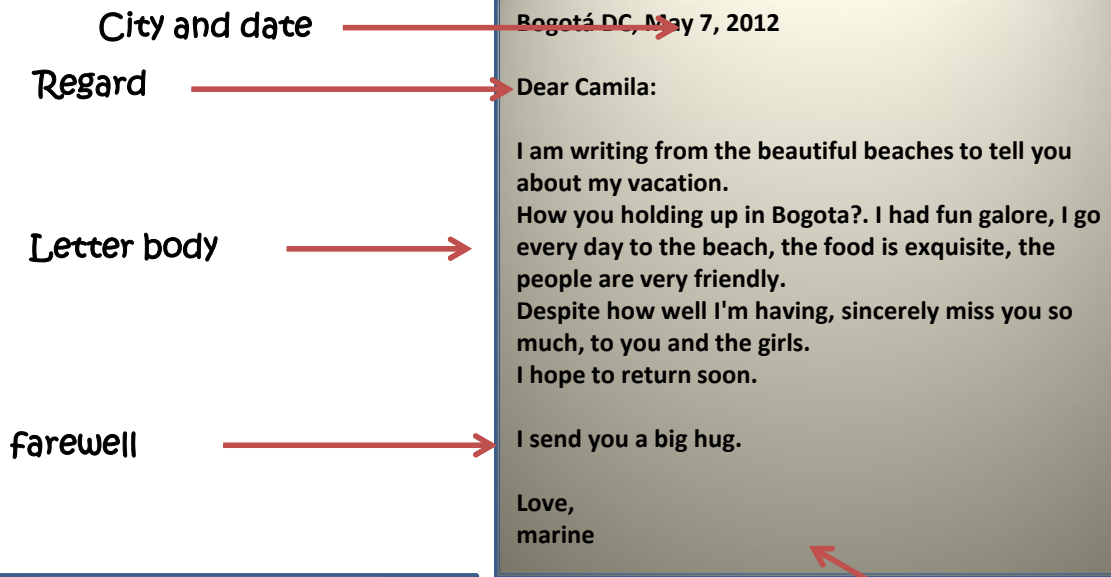 City and date
Bogotá DC, May 7, 2012
Regard
Dear Camila:
I am writing from the beautiful beaches to tell you
about my vacation.
How you holding up in Bogota?. I had fun galore, I go
Letter body
every day to the beach, the food is exquisite, the
people are very friendly.
Despite how well I'm having, sincerely miss you so
much, to you and the girls.
I hope to return soon.
farewell
I send you a big hug.
Love,
marine